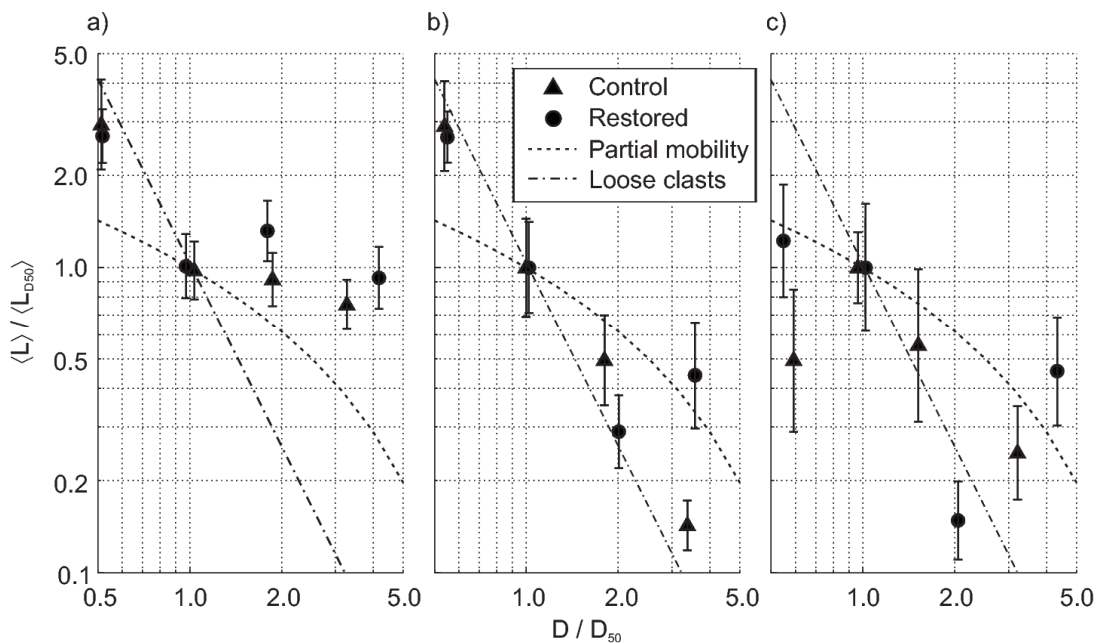 a) b) c)
5.0
2.0
1.0
0.5
0.2
0.1
⟨L⟩ / ⟨L_D50⟩
Control
Restored
Partial mobility
Loose clasts
0.5 1.0 2.0 5.0 1.0 2.0 5.0 1.0 2.0 5.0
D / D_50